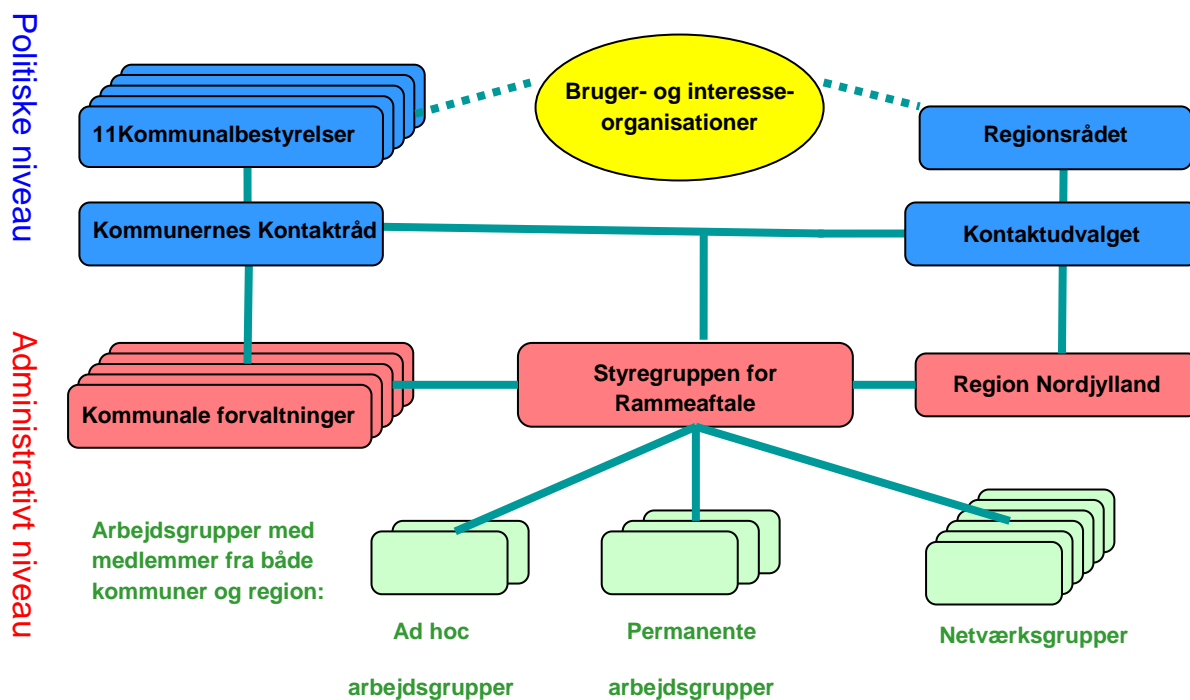 Politiske niveau
Bruger- og interesse-
organisationer
11Kommunalbestyrelser
Regionsrådet
Kommunernes Kontaktråd
Kontaktudvalget
Administrativt niveau
Styregruppen for
Rammeaftale
Kommunale forvaltninger
Region Nordjylland
Arbejdsgrupper med
medlemmer fra både
kommuner og region:
Ad hoc
arbejdsgrupper
Permanente
arbejdsgrupper
Netværksgrupper